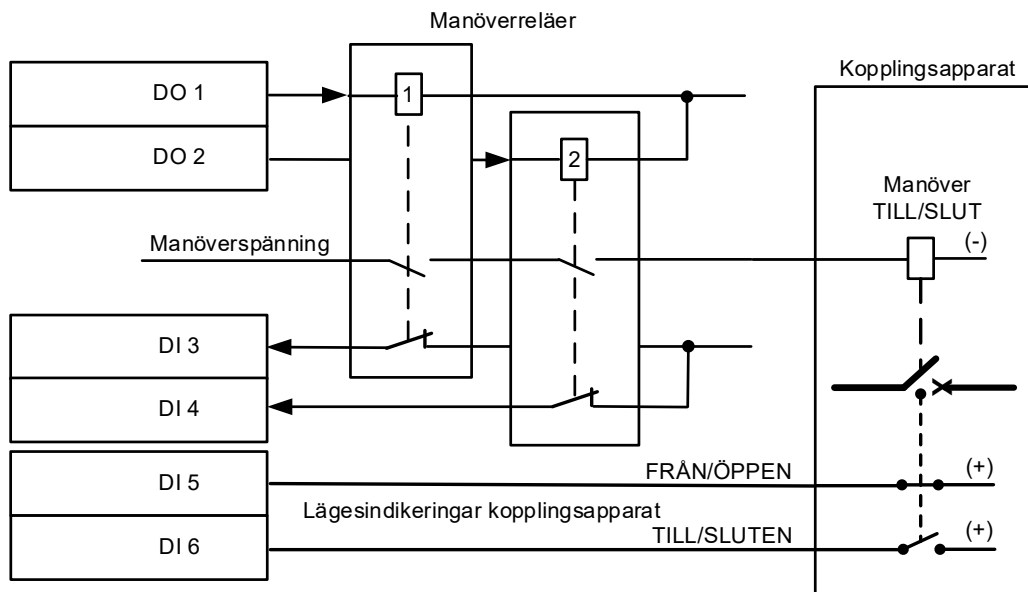 Manöverreläer
Kopplingsapparat
DO 1
1
DO 2
2
Manöver
TILL/SLUT
(-)
Manöverspänning
DI 3
DI 4
DI 5
FRÅN/ÖPPEN
(+)
Lägesindikeringar kopplingsapparat
DI 6
TILL/SLUTEN
(+)